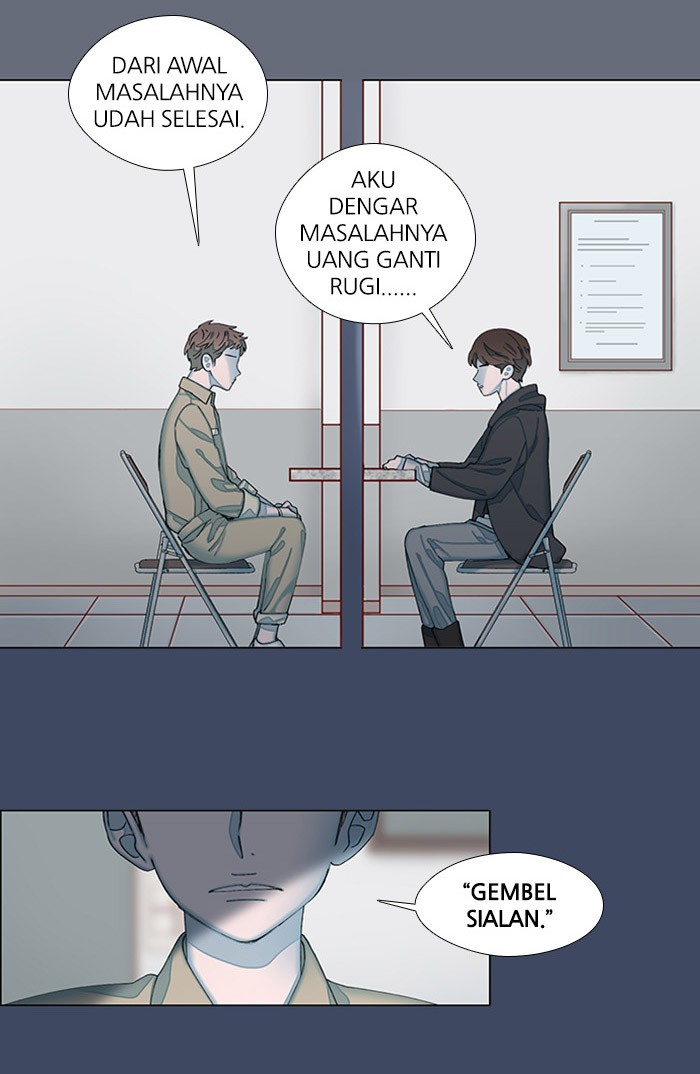 DARI AWAL
MASALAHNYA
UDAH SELESAI.
AKU
DENGAR
MASALAHNYA
UANG GANTI
RUGI......
“GEMBEL
SIALAN.”